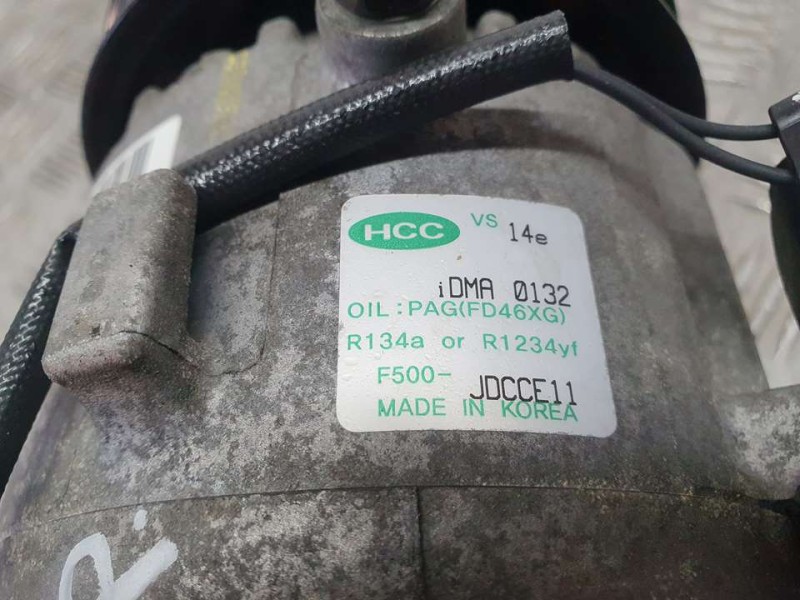 HCC VS 14e
iDMA 0132
OIL:PAG(FD46XG)
R134a or R1234yf
F500-JDCCE11
MADE IN KOREA
R.